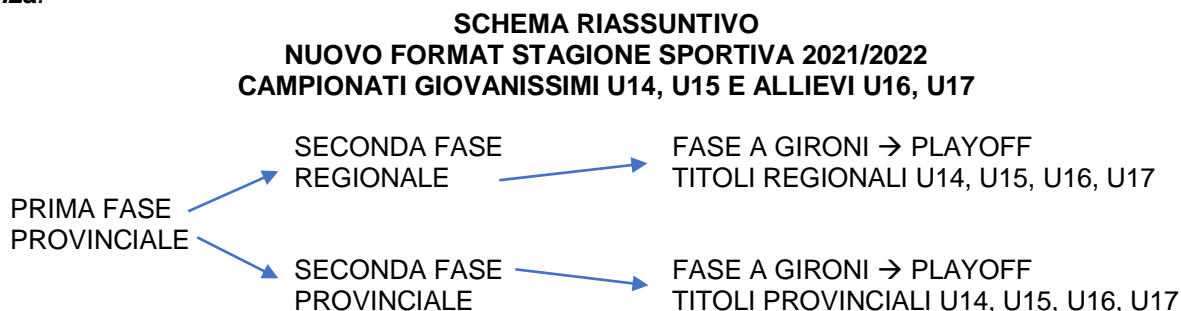 SCHEMA RIASSUNTIVO
NUOVO FORMAT STAGIONE SPORTIVA 2021/2022
CAMPIONATI GIOVANISSIMI U14, U15 E ALLIEVI U16, U17
PRIMA FASE
PROVINCIALE
SECONDA FASE
REGIONALE
FASE A GIRONI → PLAYOFF
TITOLI REGIONALI U14, U15, U16, U17
SECONDA FASE
PROVINCIALE
FASE A GIRONI → PLAYOFF
TITOLI PROVINCIALI U14, U15, U16, U17